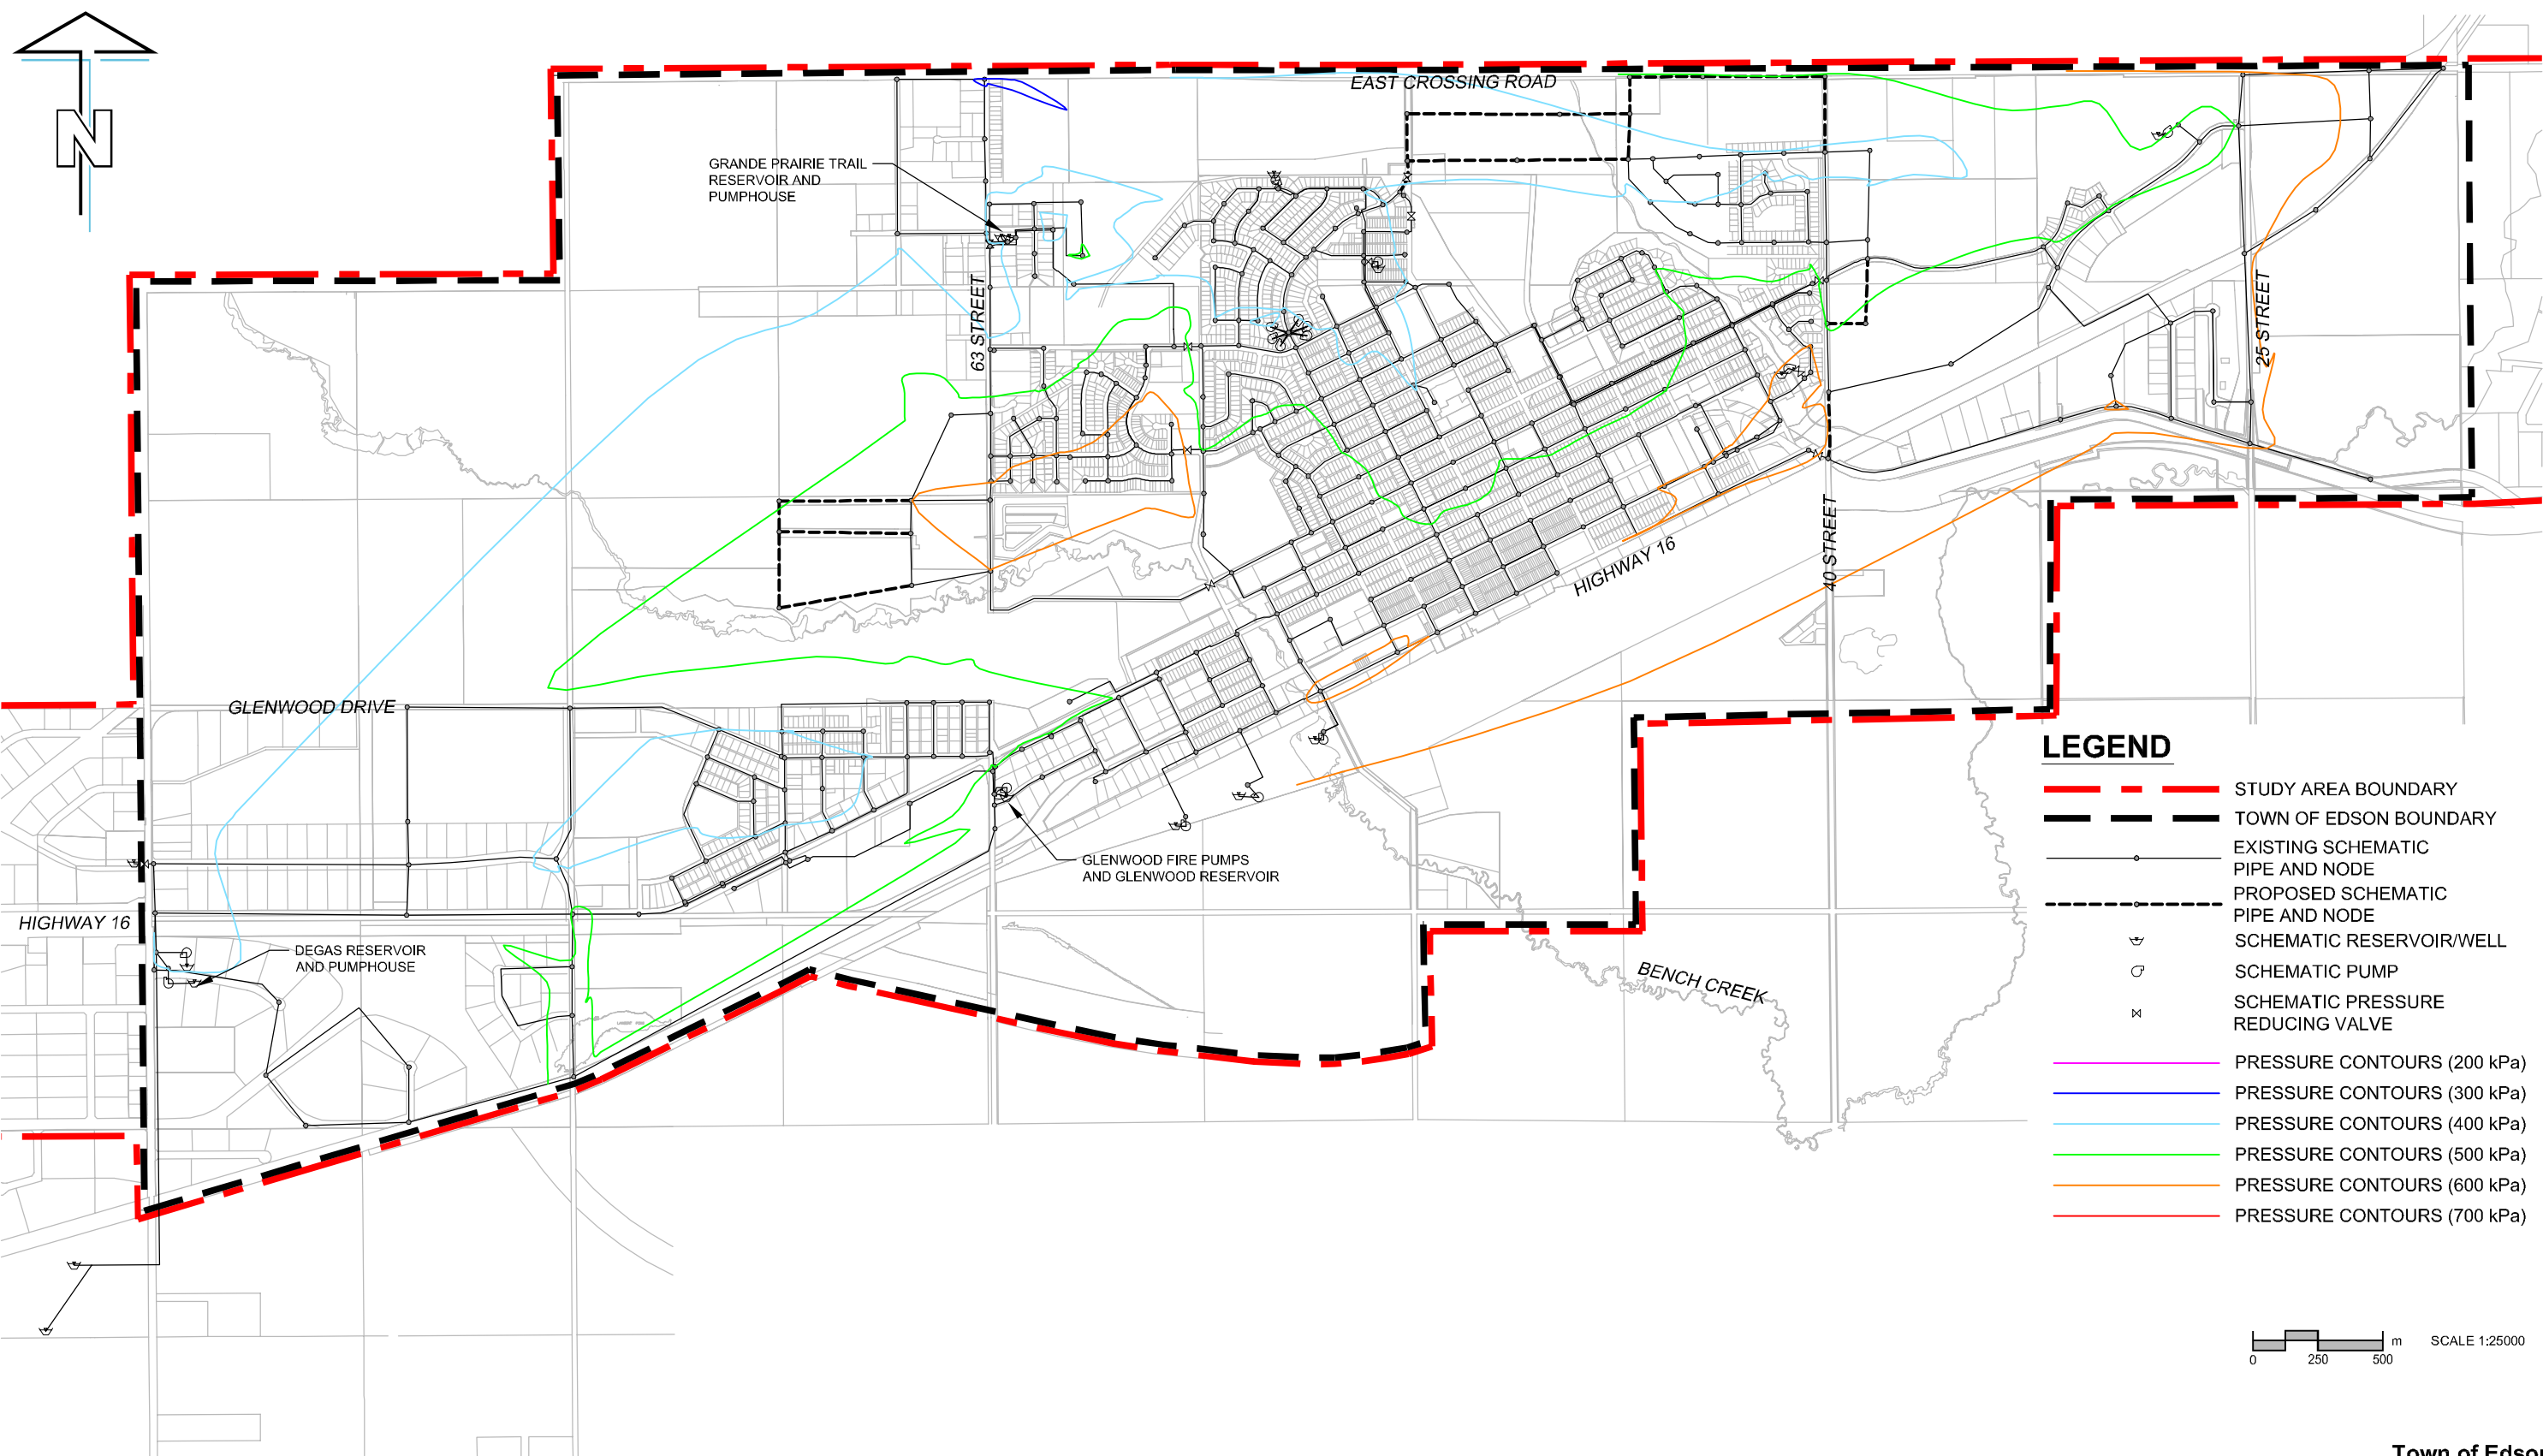 N
EAST CROSSING ROAD
GRANDE PRAIRIE TRAIL
RESERVOIR AND
PUMPHOUSE
63 STREET
25 STREET
40 STREET
HIGHWAY 16
GLENWOOD DRIVE
GLENWOOD FIRE PUMPS
AND GLENWOOD RESERVOIR
HIGHWAY 16
DEGAS RESERVOIR
AND PUMPHOUSE
BENCH CREEK
LEGEND
STUDY AREA BOUNDARY
TOWN OF EDSON BOUNDARY
EXISTING SCHEMATIC
PIPE AND NODE
PROPOSED SCHEMATIC
PIPE AND NODE
SCHEMATIC RESERVOIR/WELL
SCHEMATIC PUMP
SCHEMATIC PRESSURE
REDUCING VALVE
PRESSURE CONTOURS (200 kPa)
PRESSURE CONTOURS (300 kPa)
PRESSURE CONTOURS (400 kPa)
PRESSURE CONTOURS (500 kPa)
PRESSURE CONTOURS (600 kPa)
PRESSURE CONTOURS (700 kPa)
m SCALE 1:25000
0 250 500
Town of Edson